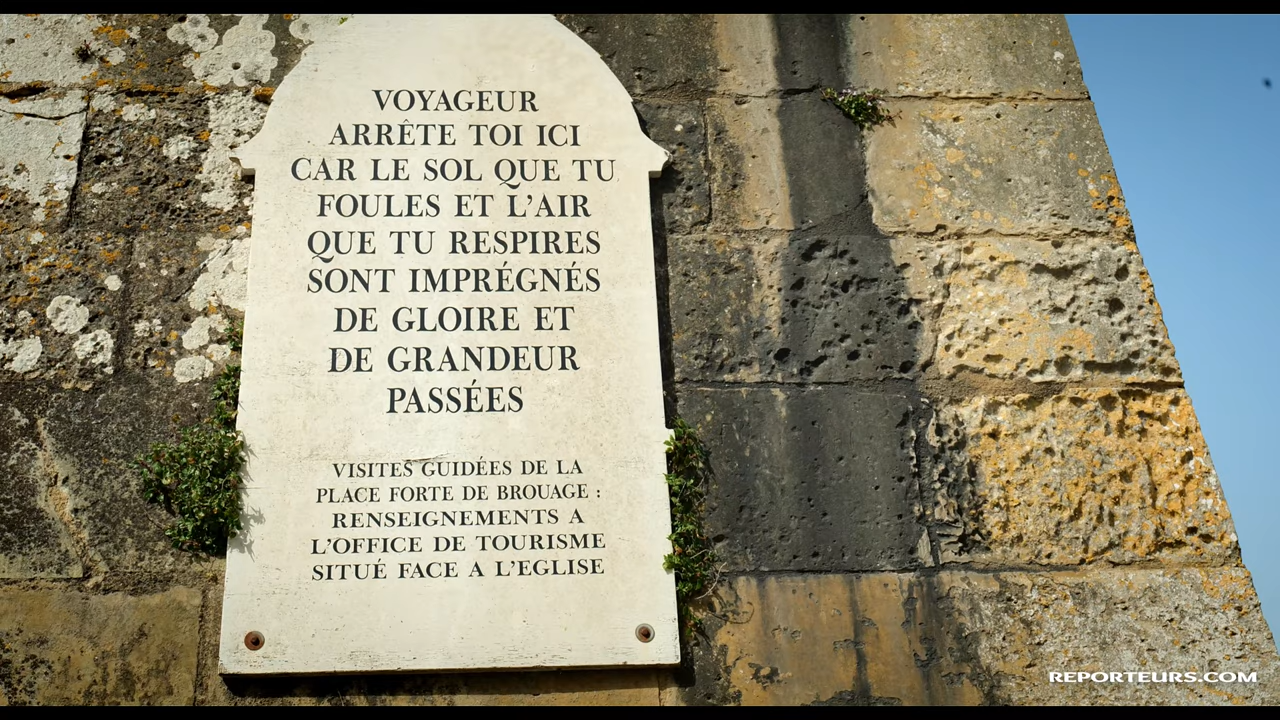 VOYAGEUR
ARRÊTE TOI ICI
CAR LE SOL QUE TU
FOULES ET L'AIR
QUE TU RESPIRES
SONT IMPRÉGNÉS
DE GLOIRE ET
DE GRANDEUR
PASSÉES
VISITES GUIDÉES DE LA
PLACE FORTE DE BROUAGE :
RENSEIGNEMENTS A
L'OFFICE DE TOURISME
SITUÉ FACE A L'EGLISE
REPORTEURS.COM